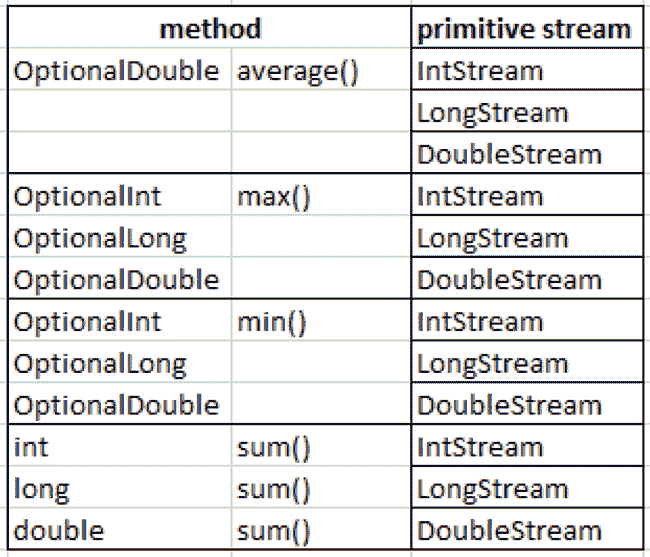 method primitive stream
OptionalDouble average() IntStream
LongStream
DoubleStream
OptionalInt max() IntStream
OptionalLong LongStream
OptionalDouble DoubleStream
OptionalInt min() IntStream
OptionalLong LongStream
OptionalDouble DoubleStream
int sum() IntStream
long sum() LongStream
double sum() DoubleStream